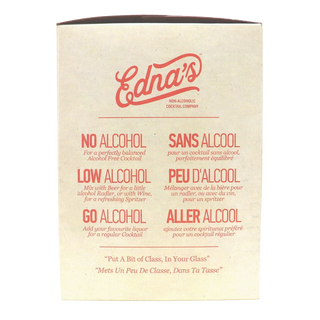 Edna's
NON-ALCOHOLIC
COCKTAIL COMPANY
NO ALCOHOL
For a perfectly balanced
Alcohol Free Cocktail
SANS ALCOOL
pour un cocktail sans alcool,
parfaitement équilibré
LOW ALCOHOL
Mix with Beer for a little
alcohol Radler, or with Wine,
for a refreshing Spritzer
PEU D'ALCOOL
Mélanger avec de la bière pour
un radler, ou avec du vin,
pour un spritzer
GO ALCOHOL
Add your favourite liquor
for a regular Cocktail
ALLER ALCOOL
ajoutez votre spiritueux préféré
pour un cocktail régulier
"Put A Bit of Class, In Your Glass"
"Mets Un Peu De Classe, Dans Ta Tasse"